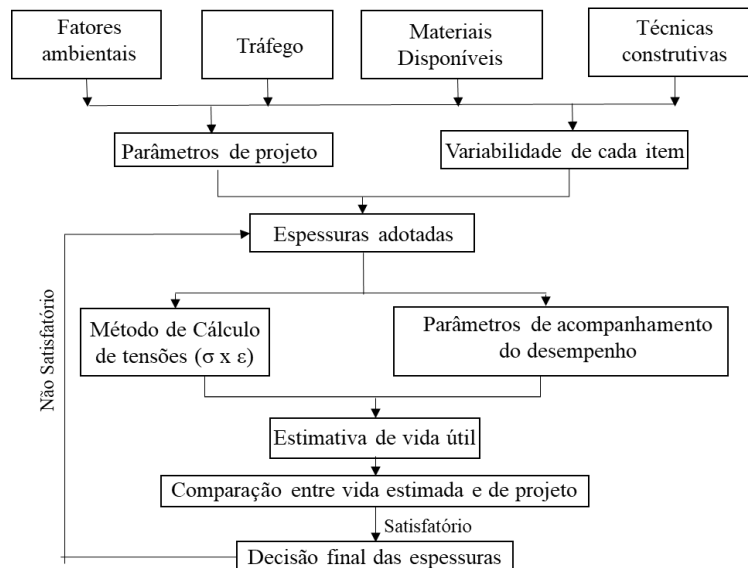 Fatores
ambientais
Tráfego
Materiais
Disponíveis
Técnicas
construtivas
Parâmetros de projeto
Variabilidade de cada item
Espessuras adotadas
Não Satisfatório
Método de Cálculo
de tensões (σ x ε)
Parâmetros de acompanhamento
do desempenho
Estimativa de vida útil
Comparação entre vida estimada e de projeto
Satisfatório
Decisão final das espessuras